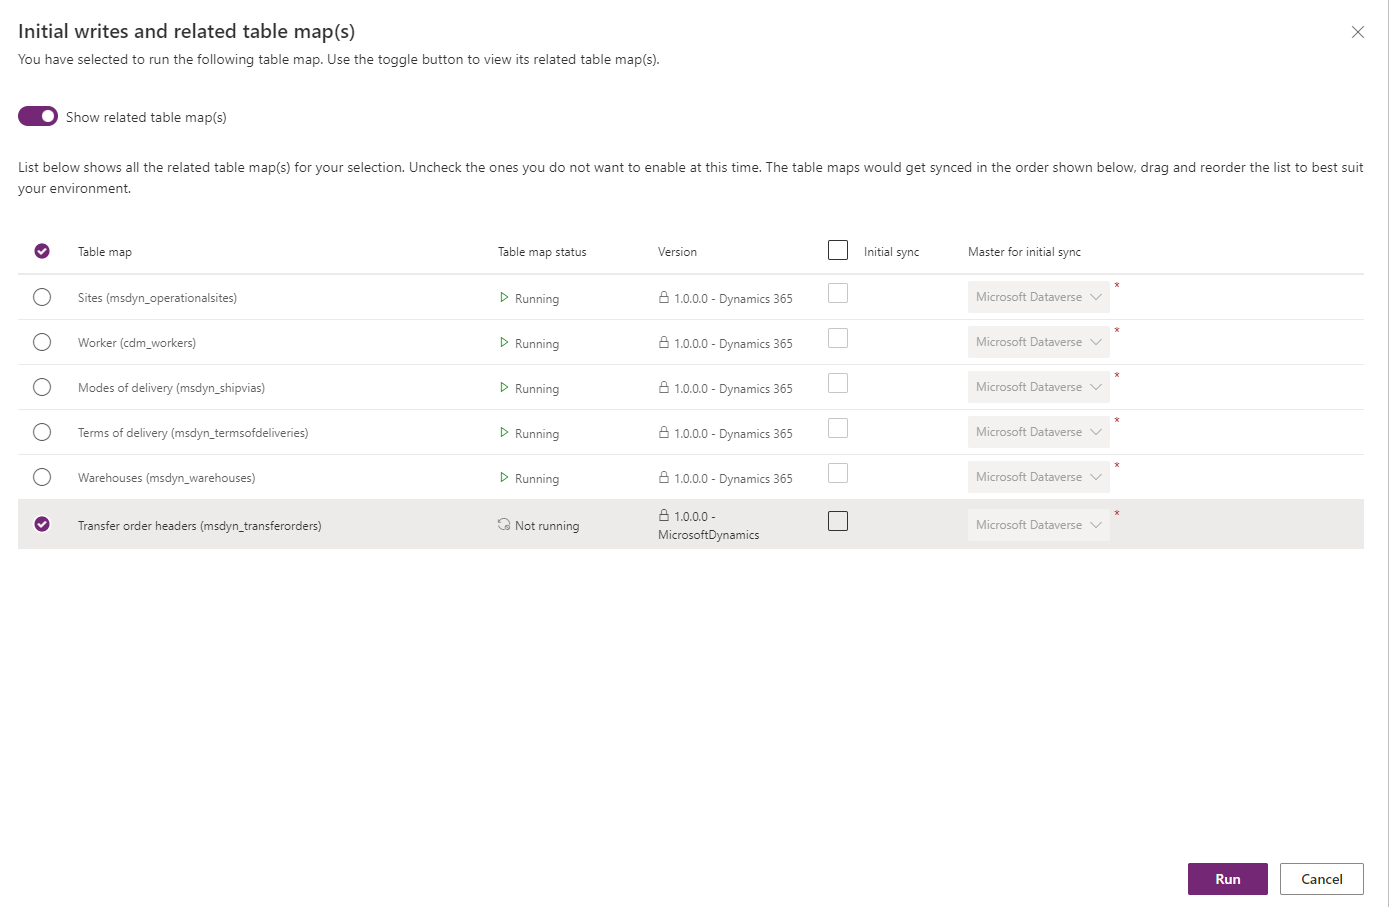 Initial writes and related table map(s)
You have selected to run the following table map. Use the toggle button to view its related table map(s).
Show related table map(s)
List below shows all the related table map(s) for your selection. Uncheck the ones you do not want to enable at this time. The table maps would get synced in the order shown below, drag and reorder the list to best suit
your environment.
Table map Table map status Version Initial sync Master for initial sync
Sites (msdyn_operationalsites) Running 1.0.0.0 - Dynamics 365 Microsoft Dataverse *
Worker (cdm_workers) Running 1.0.0.0 - Dynamics 365 Microsoft Dataverse *
Modes of delivery (msdyn_shipvias) Running 1.0.0.0 - Dynamics 365 Microsoft Dataverse *
Terms of delivery (msdyn_termsofdeliveries) Running 1.0.0.0 - Dynamics 365 Microsoft Dataverse *
Warehouses (msdyn_warehouses) Running 1.0.0.0 - Dynamics 365 Microsoft Dataverse *
Transfer order headers (msdyn_transferorders) Not running 1.0.0.0 - Microsoft Dataverse *
MicrosoftDynamics
Run Cancel